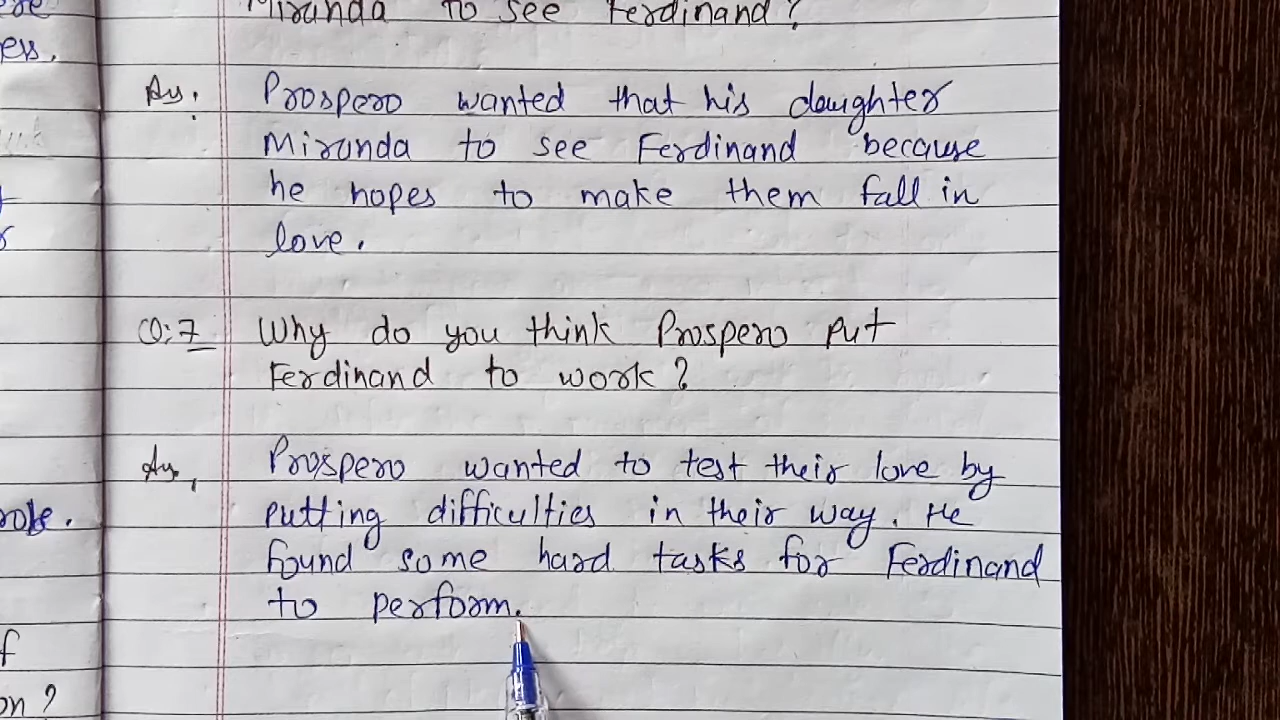 Miranda to see Ferdinand?
ess.
Ans. Prospero wanted that his daughter
Miranda to see Ferdinand because
he hopes to make them fall in
love.
Q:7 Why do you think Prospero put
Ferdinand to work?
Ans, Prospero wanted to test their love by
putting difficulties in their way. He
found some hard tasks for Ferdinand
to perform.
f
on?